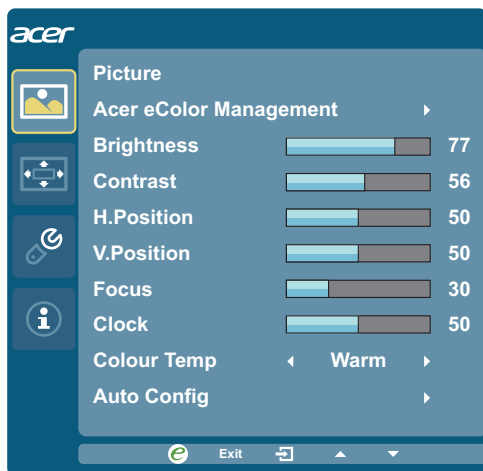 acer
Picture
Acer eColor Management
Brightness 77
Contrast 56
H.Position 50
V.Position 50
Focus 30
Clock 50
Colour Temp Warm
Auto Config
e Exit